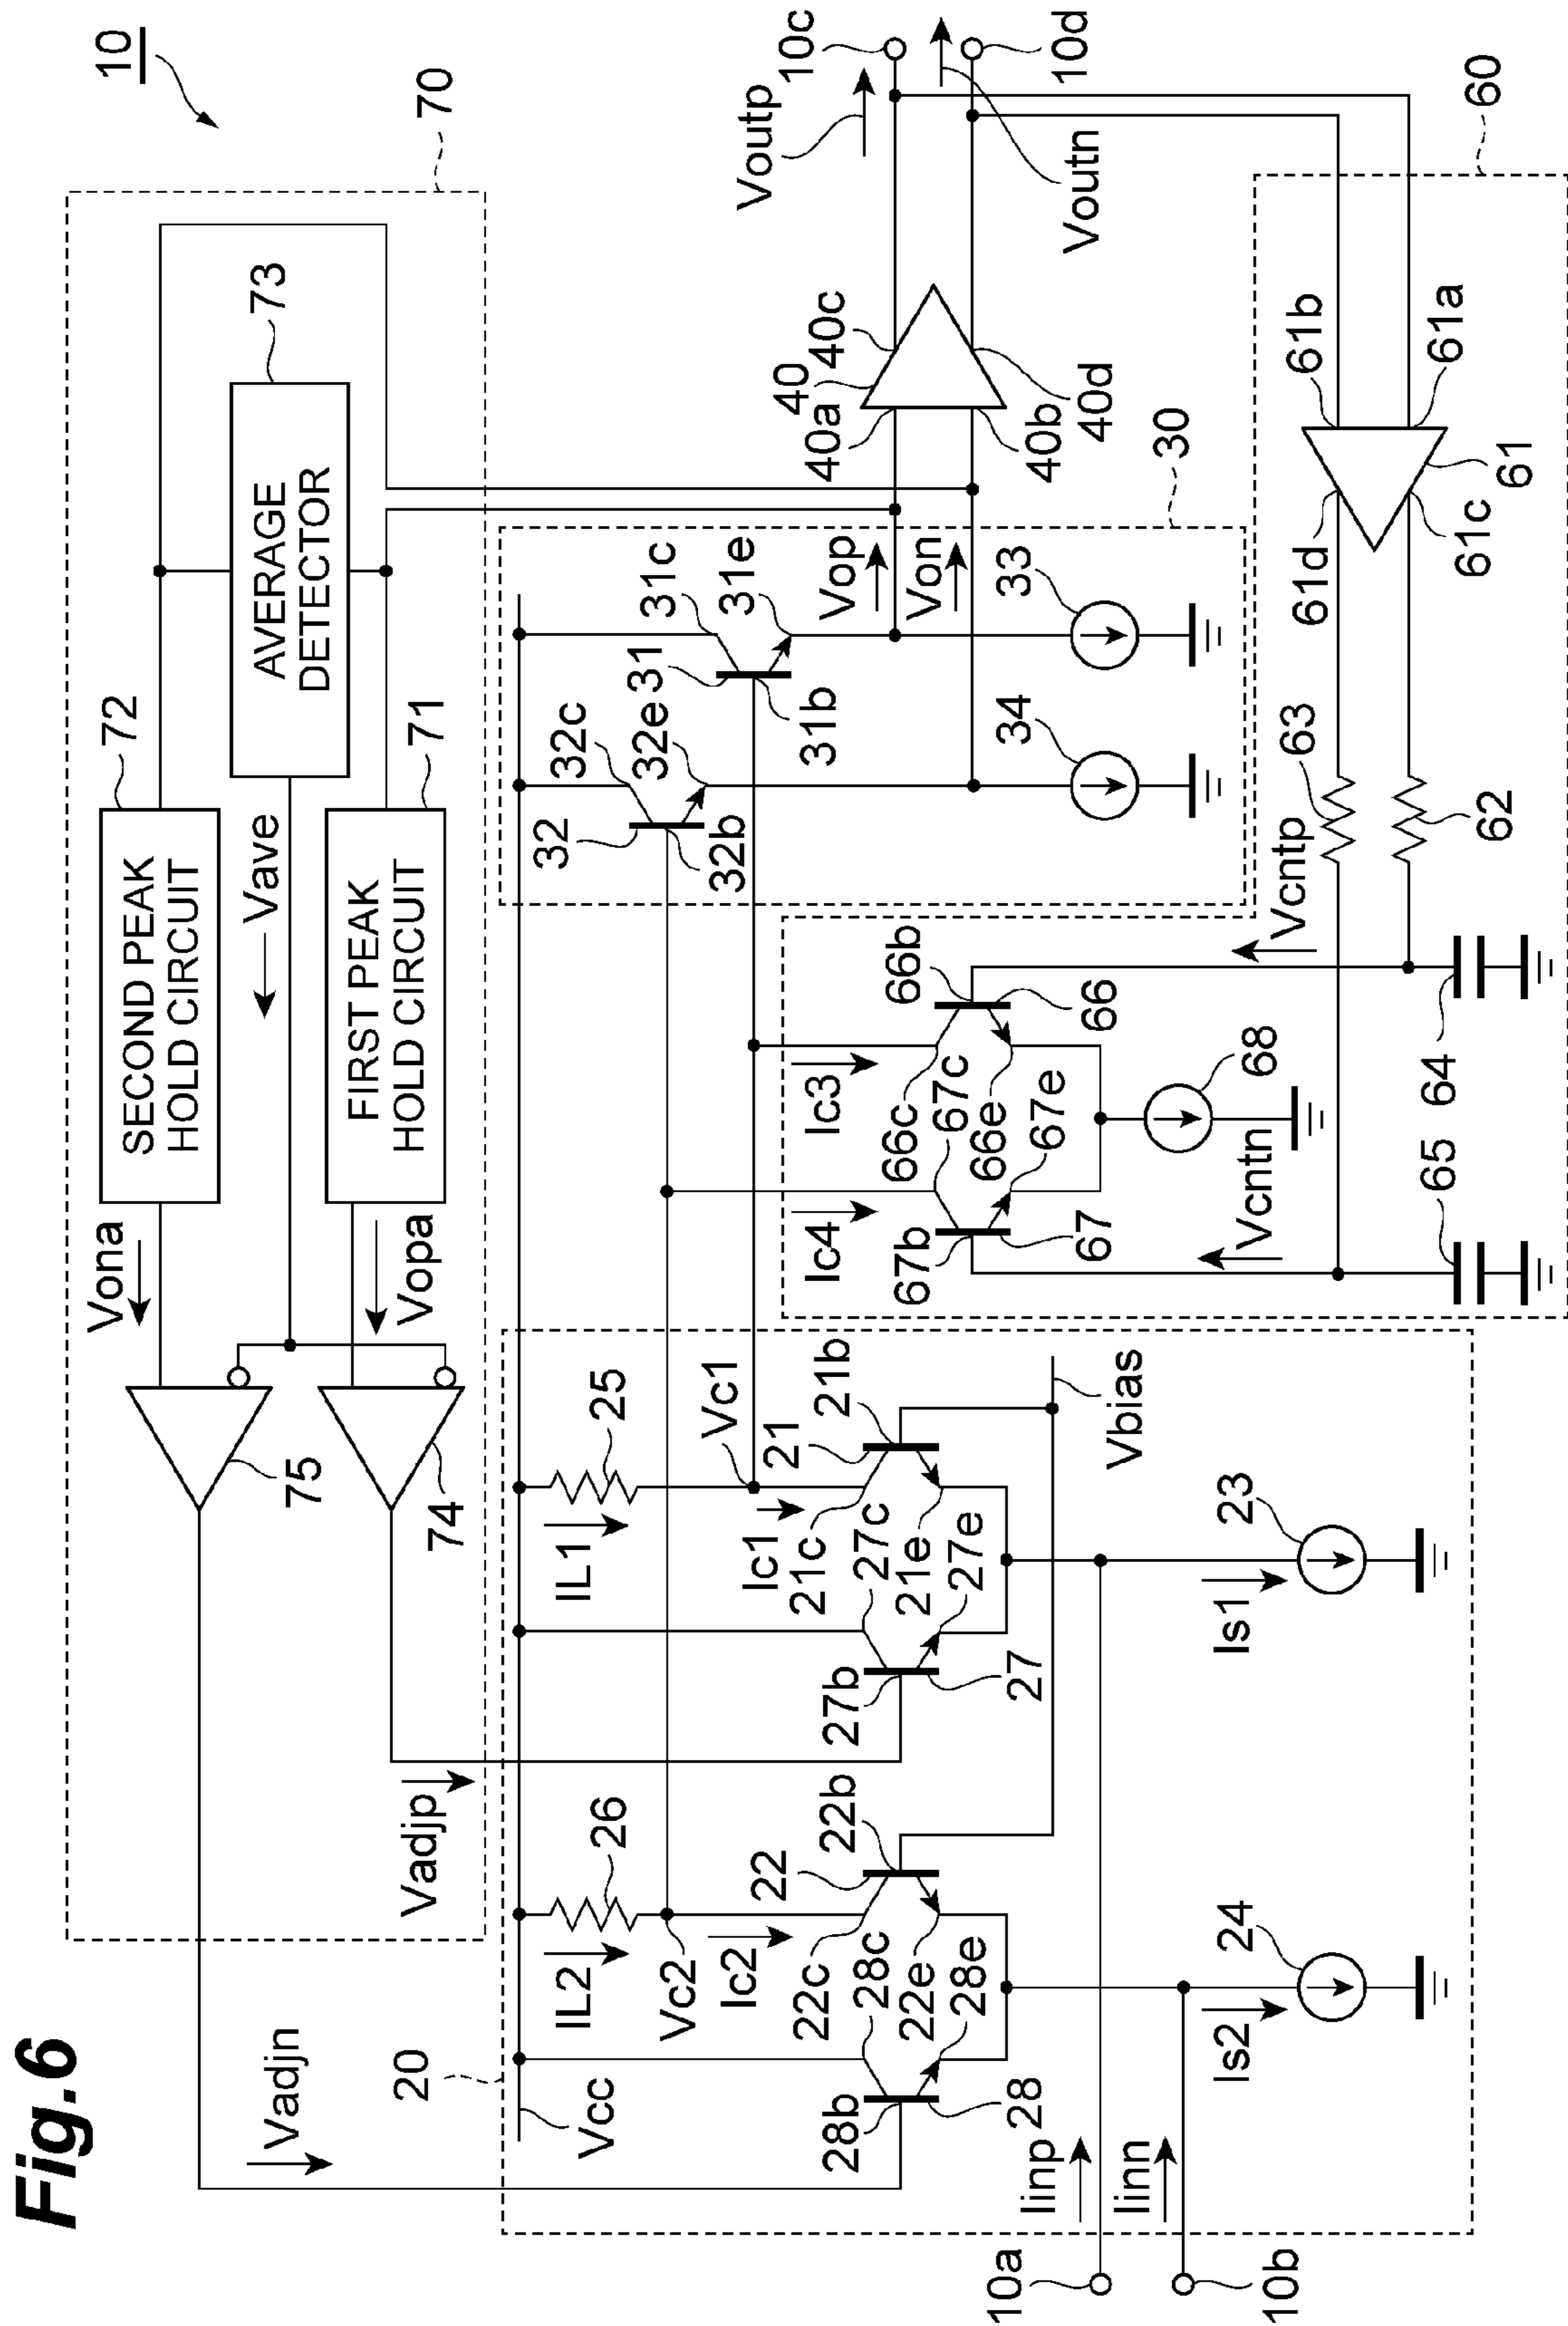 Fig.6
10
70
Vadjn
Vona
75
SECOND PEAK
HOLD CIRCUIT
72
Vave
AVERAGE
DETECTOR
73
Vadjp
74
Vopa
FIRST PEAK
HOLD CIRCUIT
71
20
Vcc
IL2
26
IL1
25
Vc2
Ic2
22
22b
22c
28c
22e
28e
28b
28
Vc1
Ic1
21
21b
21c
27c
21e
27e
27b
27
Vbias
Is2
24
Is1
23
10a
Iinp
Iinn
10b
30
32
32c
32e
32b
31
31c
31e
31b
Vop
Von
34
33
40
40a
40c
40b
40d
Voutp
10c
Voutn
10d
60
Ic4
Ic3
66c
67c
66e
67e
67b
67
66b
66
68
Vcntn
Vcntp
65
64
63
62
61d
61b
61c
61a
61